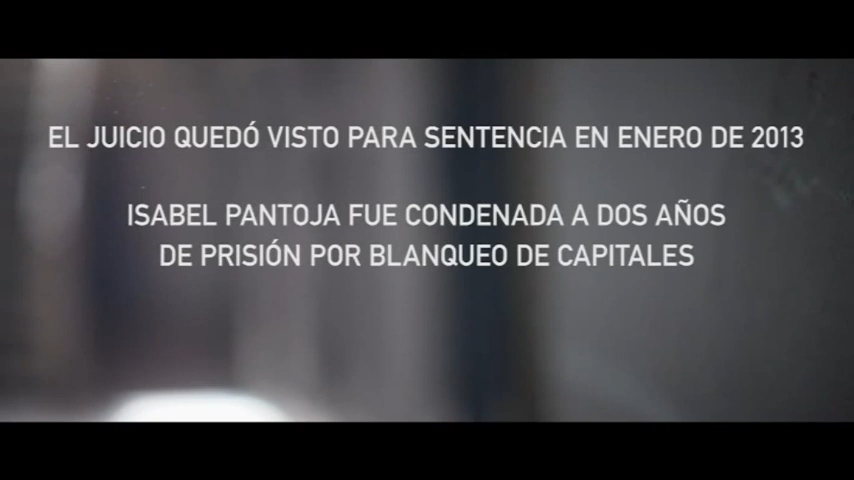 EL JUICIO QUEDÓ VISTO PARA SENTENCIA EN ENERO DE 2013
ISABEL PANTOJA FUE CONDENADA A DOS AÑOS
DE PRISIÓN POR BLANQUEO DE CAPITALES